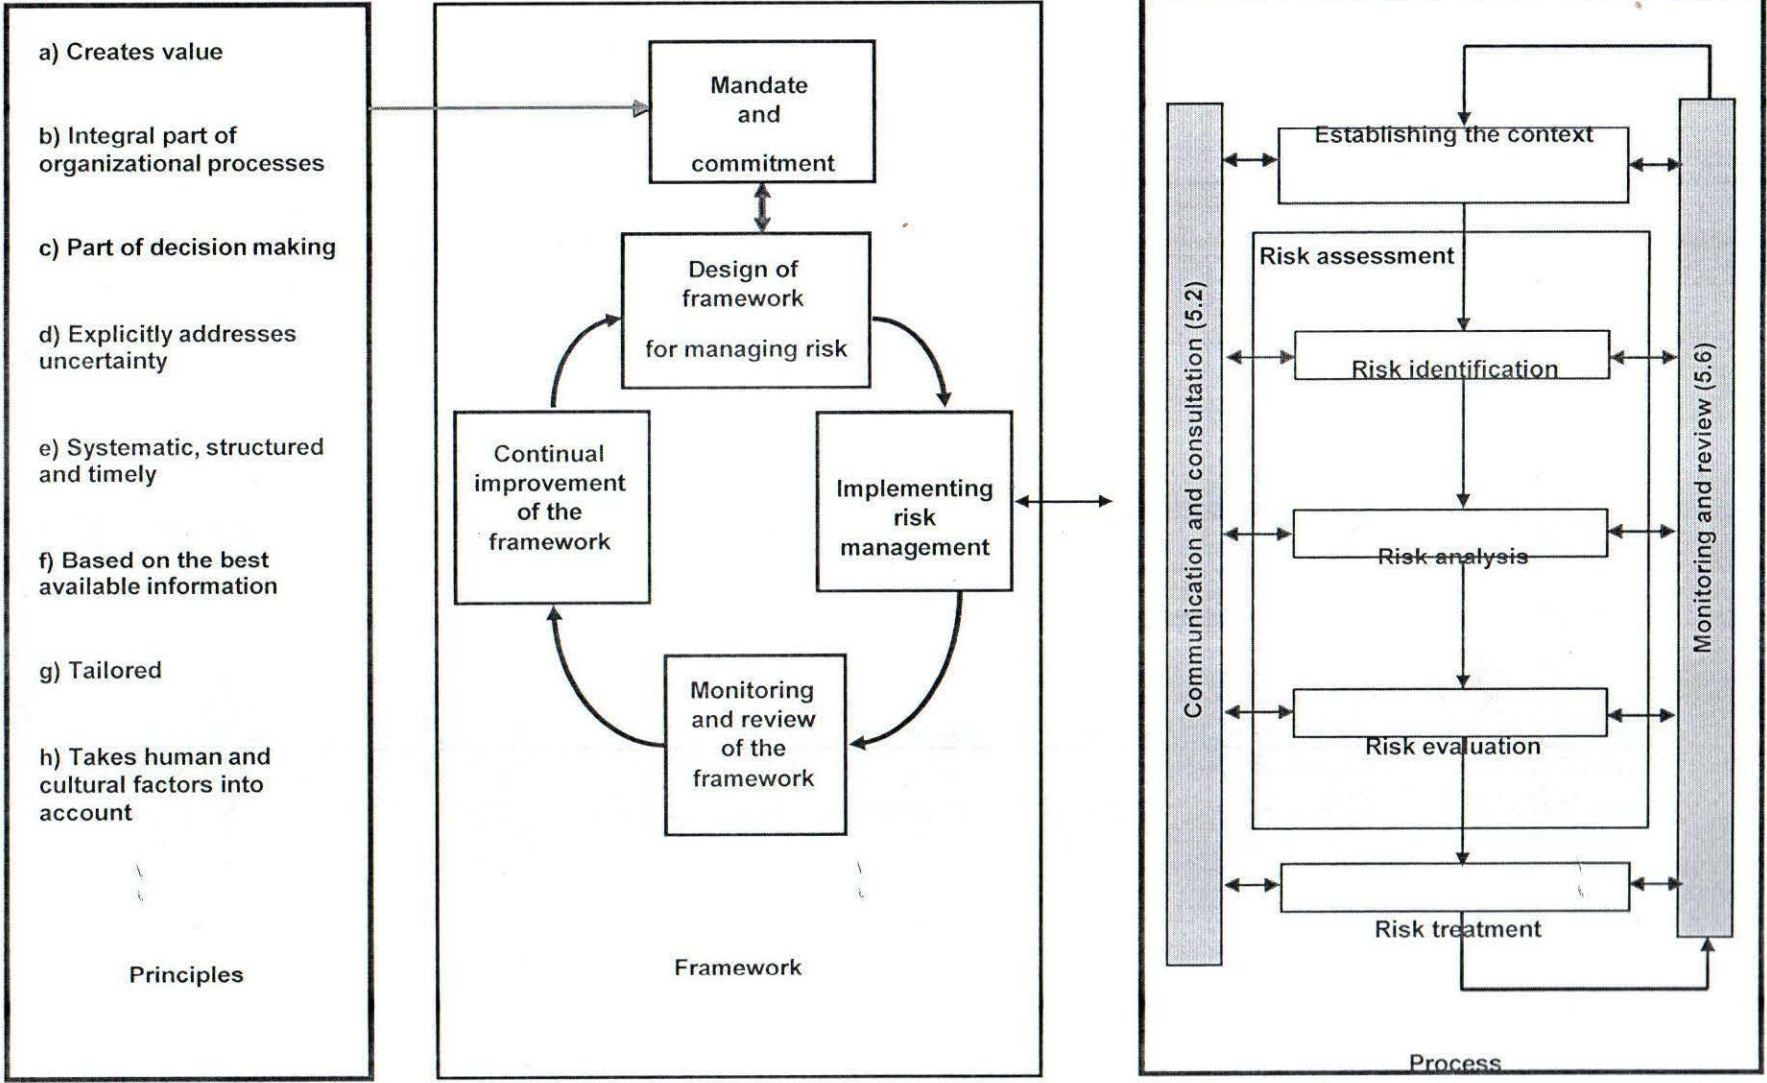 a) Creates value
b) Integral part of
organizational processes
c) Part of decision making
d) Explicitly addresses
uncertainty
e) Systematic, structured
and timely
f) Based on the best
available information
g) Tailored
h) Takes human and
cultural factors into
account
Principles
Mandate
and
commitment
Design of
framework
for managing risk
Continual
improvement
of the
framework
Implementing
risk
management
Monitoring
and review
of the
framework
Framework
Communication and consultation (5.2)
Establishing the context
Risk assessment
Risk identification
Risk analysis
Risk evaluation
Risk treatment
Monitoring and review (5.6)
Process